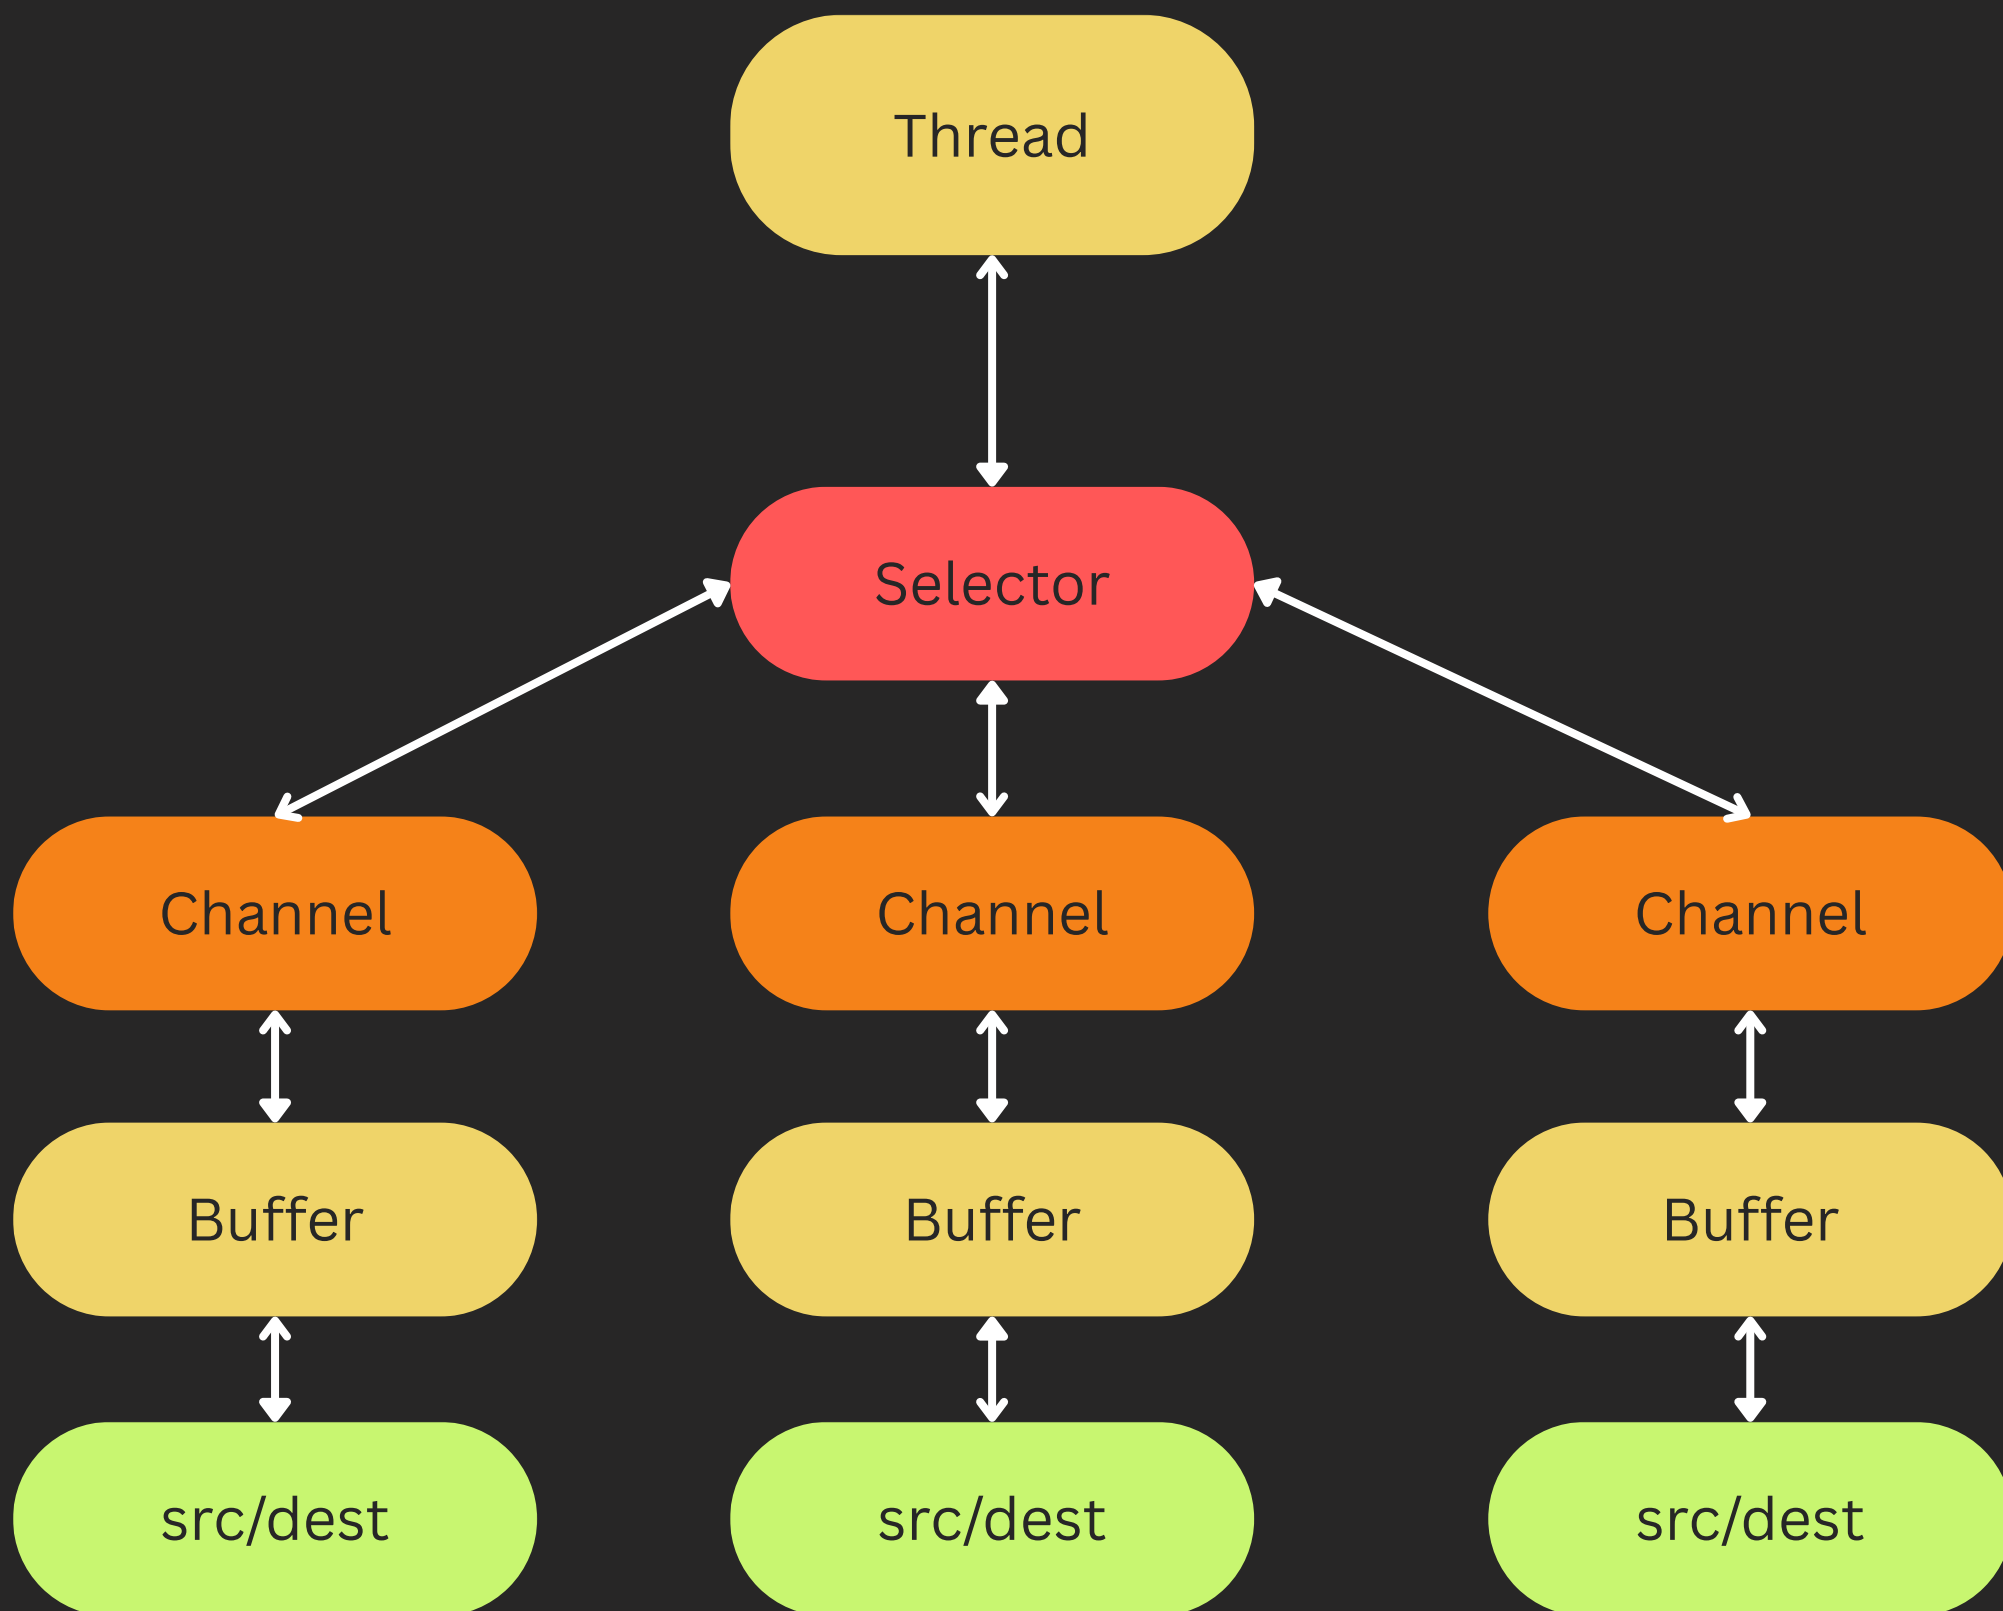 Thread
Selector
Channel
Channel
Channel
Buffer
Buffer
Buffer
src/dest
src/dest
src/dest